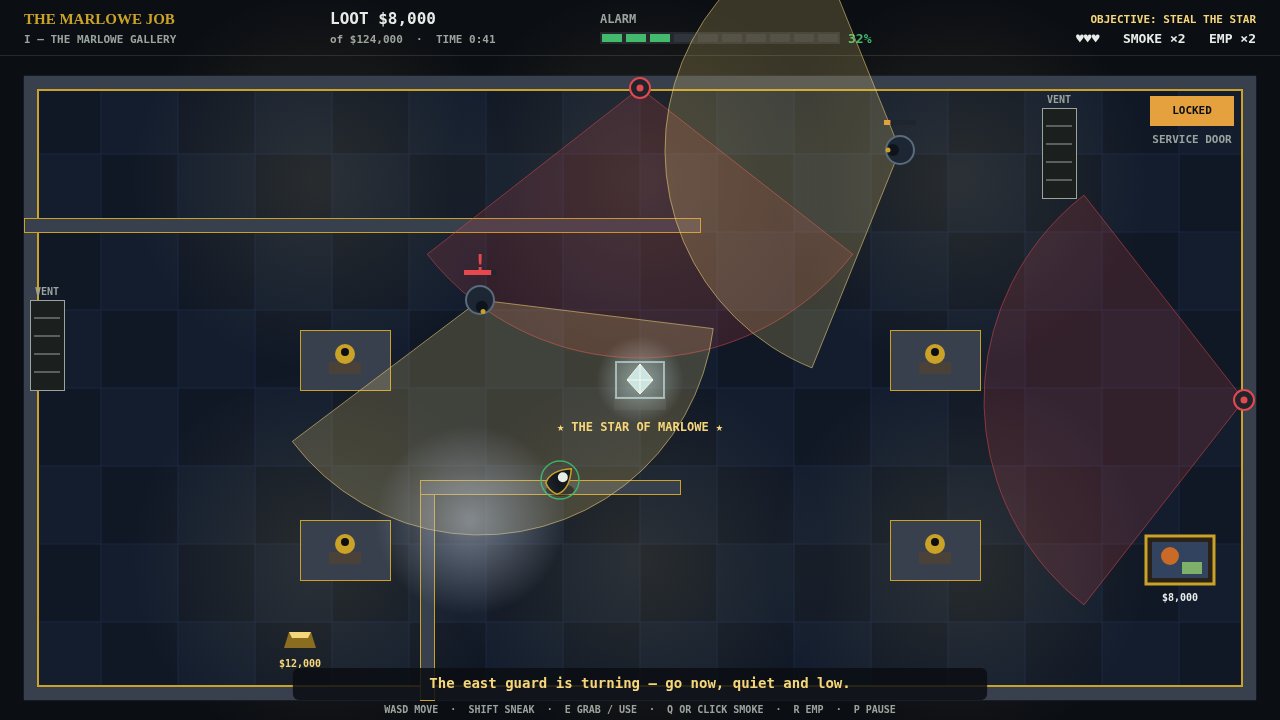 THE MARLOWE JOB
I — THE MARLOWE GALLERY
LOOT $8,000
of $124,000 · TIME 0:41
ALARM
32%
OBJECTIVE: STEAL THE STAR
♥♥♥ SMOKE ×2 EMP ×2
VENT
LOCKED
SERVICE DOOR
!
VENT
★ THE STAR OF MARLOWE ★
$8,000
$12,000
The east guard is turning — go now, quiet and low.
WASD MOVE · SHIFT SNEAK · E GRAB / USE · Q OR CLICK SMOKE · R EMP · P PAUSE